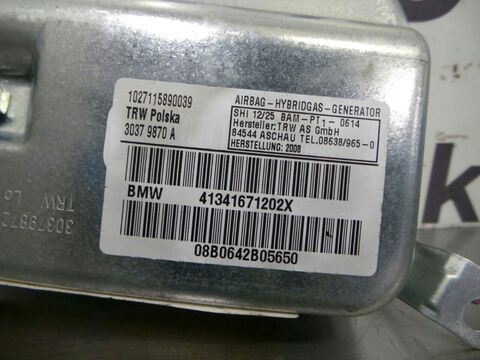 1027115890039
TRW Polska
3037 9870 A
AIRBAG-HYBRIDGAS-GENERATOR
SHI 12/25 BAM-PT1-0614
Hersteller:TRW AS GmbH
84544 ASCHAU TEL.08638/965-0
HERSTELLUNG: 2008
BMW 41341671202X
08B0642B05650
TRW